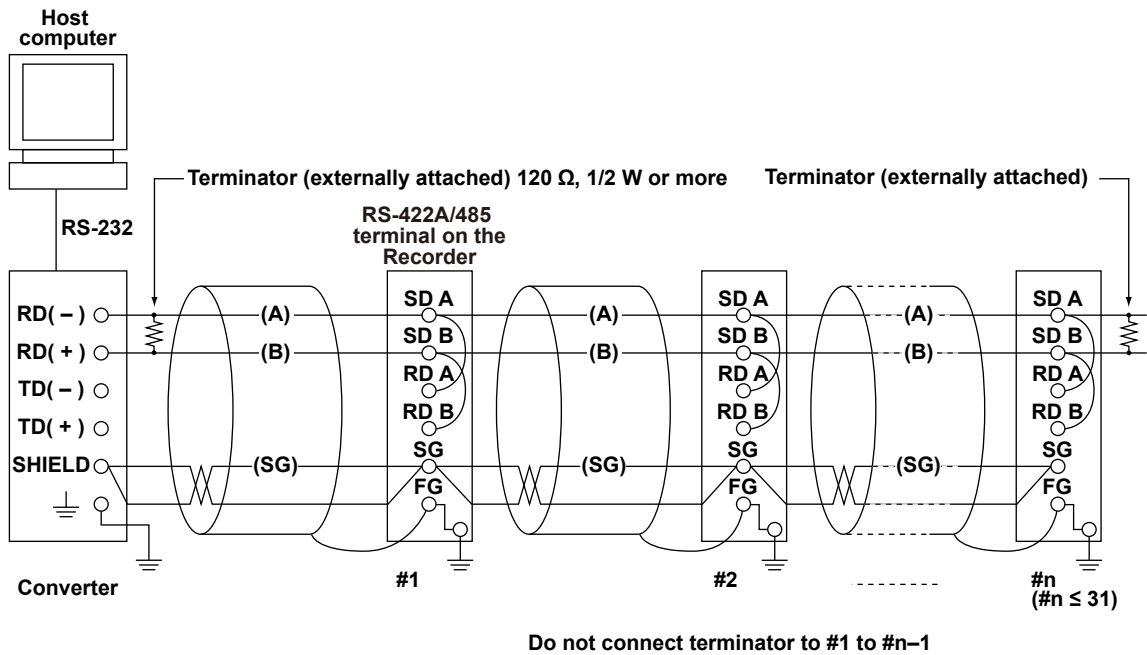 Host
computer
Terminator (externally attached) 120 Ω, 1/2 W or more
Terminator (externally attached)
RS-232
RS-422A/485
terminal on the
Recorder
RD( – )
RD( + )
TD( – )
TD( + )
SHIELD
(A)
(B)
(SG)
SD A
SD B
RD A
RD B
SG
FG
(A)
(B)
(SG)
SD A
SD B
RD A
RD B
SG
FG
(A)
(B)
(SG)
SD A
SD B
RD A
RD B
SG
FG
Converter
#1
#2
#n
(#n ≤ 31)
Do not connect terminator to #1 to #n–1